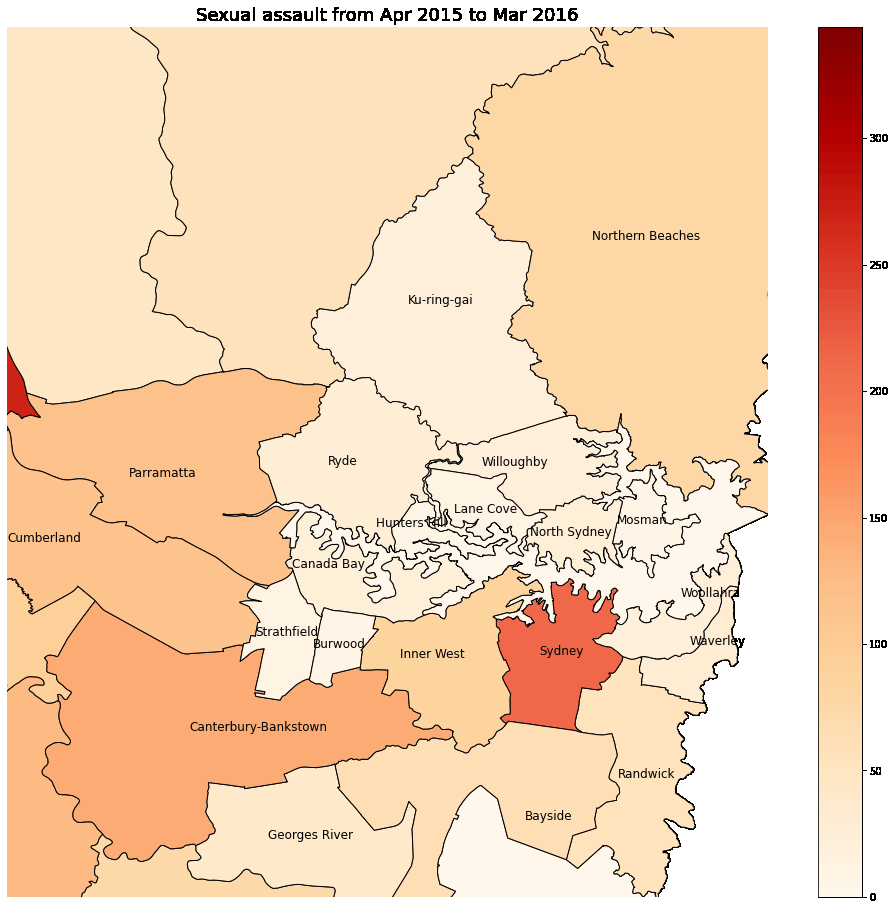 Sexual assault from Apr 2015 to Mar 2016
300
250
200
150
100
50
0
Northern Beaches
Ku-ring-gai
Ryde
Willoughby
Parramatta
Lane Cove
Hunters Hill
Mosman
North Sydney
Cumberland
Canada Bay
Woollahra
Strathfield
Burwood
Waverley
Inner West
Sydney
Canterbury-Bankstown
Randwick
Bayside
Georges River